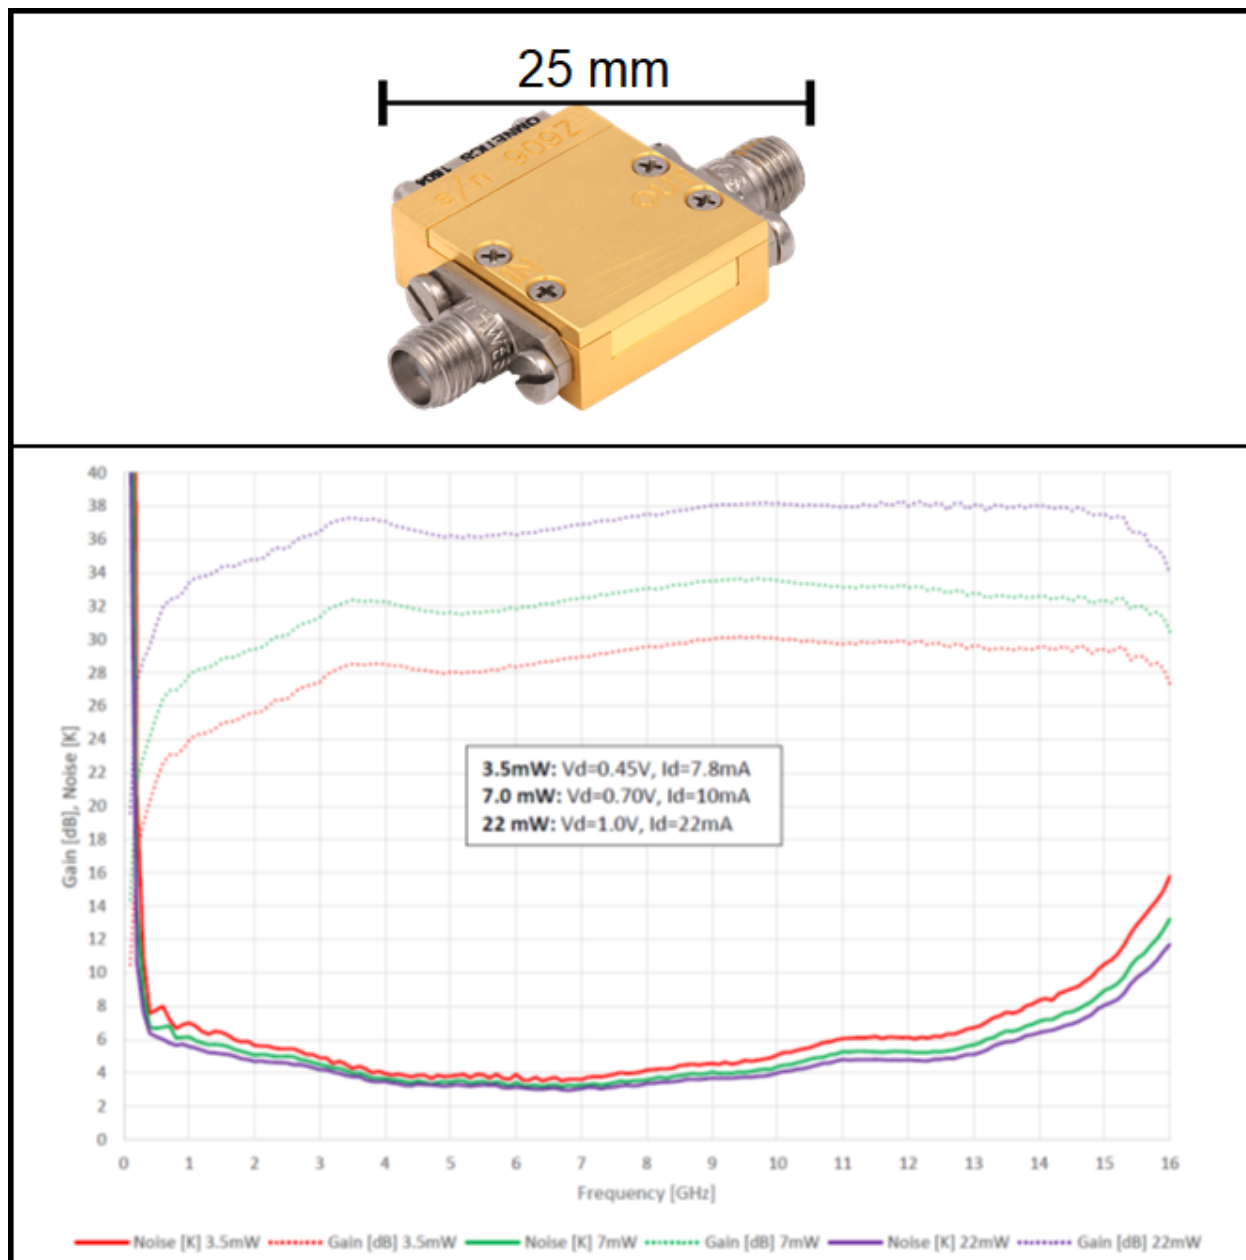 25 mm
OMNETICS 1804
s/n 909Z
OUT
IN
40
38
36
34
32
30
28
26
24
22
20
18
16
14
12
10
8
6
4
2
0
Gain [dB], Noise [K]
3.5mW: Vd=0.45V, Id=7.8mA
7.0 mW: Vd=0.70V, Id=10mA
22 mW: Vd=1.0V, Id=22mA
0 1 2 3 4 5 6 7 8 9 10 11 12 13 14 15 16
Frequency [GHz]
Noise [K] 3.5mW Gain [dB] 3.5mW Noise [K] 7mW Gain [dB] 7mW Noise [K] 22mW Gain [dB] 22mW